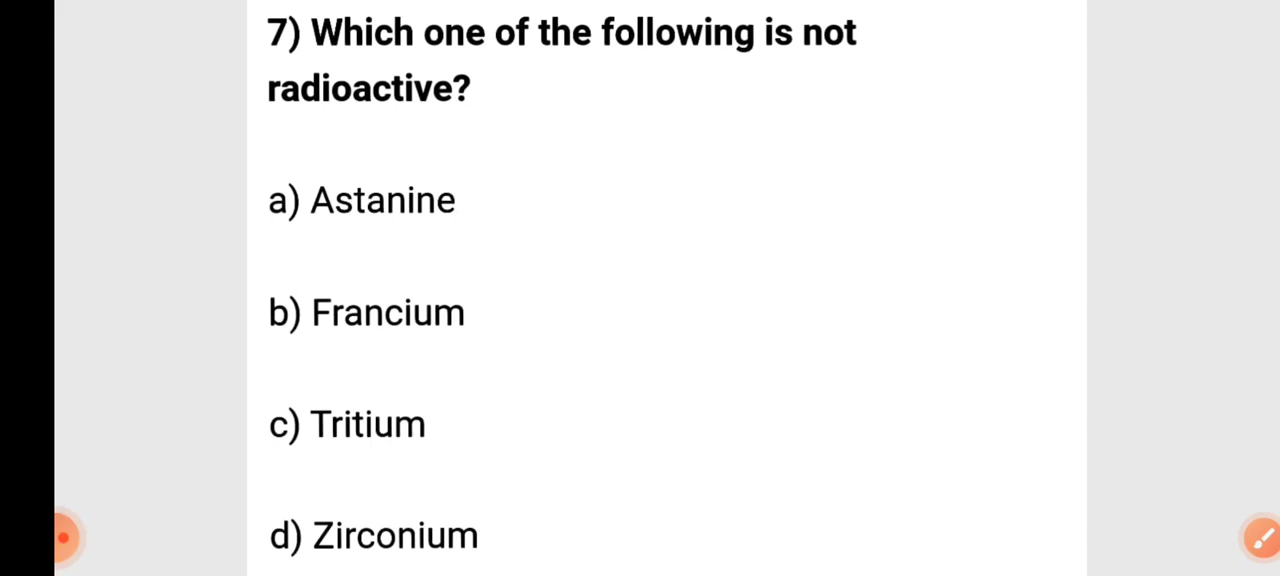 7) Which one of the following is not
radioactive?
a) Astanine
b) Francium
c) Tritium
d) Zirconium